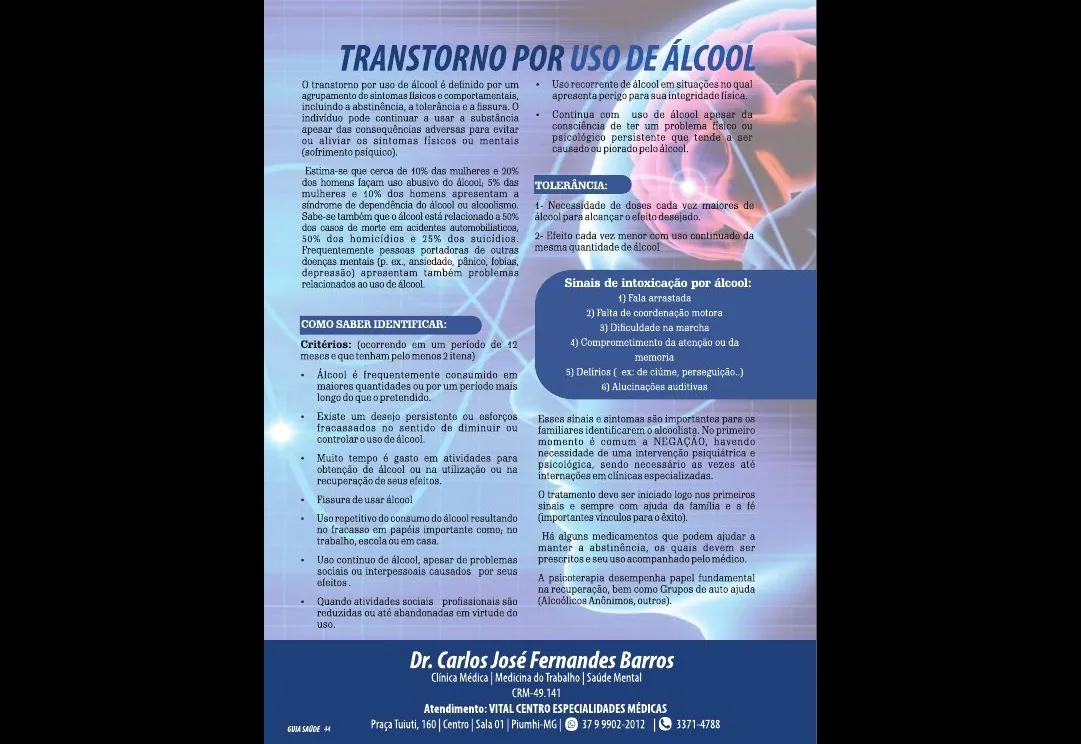 TRANSTORNO POR USO DE ÁLCOOL
O transtorno por uso de álcool é definido por um
agrupamento de sintomas físicos e comportamentais,
incluindo a abstinência, a tolerância e a fissura. O
indivíduo pode continuar a usar a substância
apesar das consequências adversas para evitar
ou aliviar os sintomas físicos ou mentais
(sofrimento psíquico).
Estima-se que cerca de 10% das mulheres e 20%
dos homens façam uso abusivo do álcool; 5% das
mulheres e 10% dos homens apresentam a
síndrome de dependência do álcool ou alcoolismo.
Sabe-se também que o álcool está relacionado a 50%
dos casos de morte em acidentes automobilísticos,
50% dos homicídios e 25% dos suicídios.
Frequentemente pessoas portadoras de outras
doenças mentais (p. ex., ansiedade, pânico, fobias,
depressão) apresentam também problemas
relacionados ao uso de álcool.
COMO SABER IDENTIFICAR:
Critérios: (ocorrendo em um período de 12
meses e que tenham pelo menos 2 itens)
• Álcool é frequentemente consumido em
maiores quantidades ou por um período mais
longo do que o pretendido.
• Existe um desejo persistente ou esforços
fracassados no sentido de diminuir ou
controlar o uso de álcool.
• Muito tempo é gasto em atividades para
obtenção de álcool ou na utilização ou na
recuperação de seus efeitos.
• Fissura de usar álcool
• Uso repetitivo do consumo do álcool resultando
no fracasso em papéis importante como; no
trabalho, escola ou em casa.
• Uso continuo de álcool, apesar de problemas
sociais ou interpessoais causados por seus
efeitos .
• Quando atividades sociais profissionais são
reduzidas ou até abandonadas em virtude do
uso.
• Uso recorrente de álcool em situações no qual
apresenta perigo para sua integridade física.
• Continua com uso de álcool apesar da
consciência de ter um problema físico ou
psicológico persistente que tende a ser
causado ou piorado pelo álcool.
TOLERÂNCIA:
1- Necessidade de doses cada vez maiores de
álcool para alcançar o efeito desejado.
2- Efeito cada vez menor com uso continuado da
mesma quantidade de álcool
Sinais de intoxicação por álcool:
1) Fala arrastada
2) Falta de coordenação motora
3) Dificuldade na marcha
4) Comprometimento da atenção ou da
memoria
5) Delírios ( ex: de ciúme, perseguição..)
6) Alucinações auditivas
Esses sinais e sintomas são importantes para os
familiares identificarem o alcoolista. No primeiro
momento é comum a NEGAÇÃO, havendo
necessidade de uma intervenção psiquiátrica e
psicológica, sendo necessário as vezes até
internações em clínicas especializadas.
O tratamento deve ser iniciado logo nos primeiros
sinais e sempre com ajuda da família e a fé
(importantes vínculos para o êxito).
Há alguns medicamentos que podem ajudar a
manter a abstinência, os quais devem ser
prescritos e seu uso acompanhado pelo médico.
A psicoterapia desempenha papel fundamental
na recuperação, bem como Grupos de auto ajuda
(Alcoólicos Anônimos, outros).
Dr. Carlos José Fernandes Barros
Clínica Médica | Medicina do Trabalho | Saúde Mental
CRM-49.141
Atendimento: VITAL CENTRO ESPECIALIDADES MÉDICAS
Praça Tuiuti, 160 | Centro | Sala 01 | Piumhi-MG | 37 9 9902-2012 | 3371-4788
GUIA SAÚDE 44